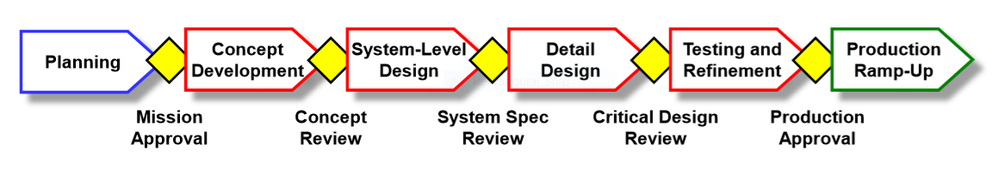 Planning
Concept
Development
System-Level
Design
Detail
Design
Testing and
Refinement
Production
Ramp-Up
Mission
Approval
Concept
Review
System Spec
Review
Critical Design
Review
Production
Approval